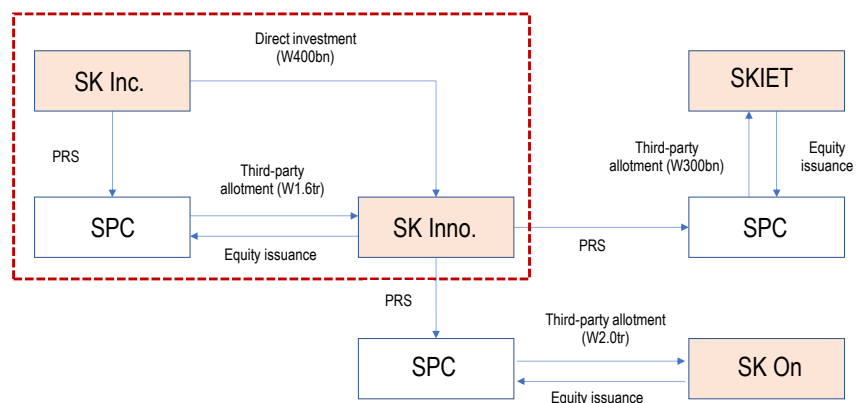 Direct investment
(W400bn)
SK Inc.
SKIET
PRS
Third-party
allotment (W1.6tr)
Third-party
allotment (W300bn)
Equity
issuance
SPC
SK Inno.
SPC
Equity issuance
PRS
PRS
Third-party allotment
(W2.0tr)
SPC
SK On
Equity issuance